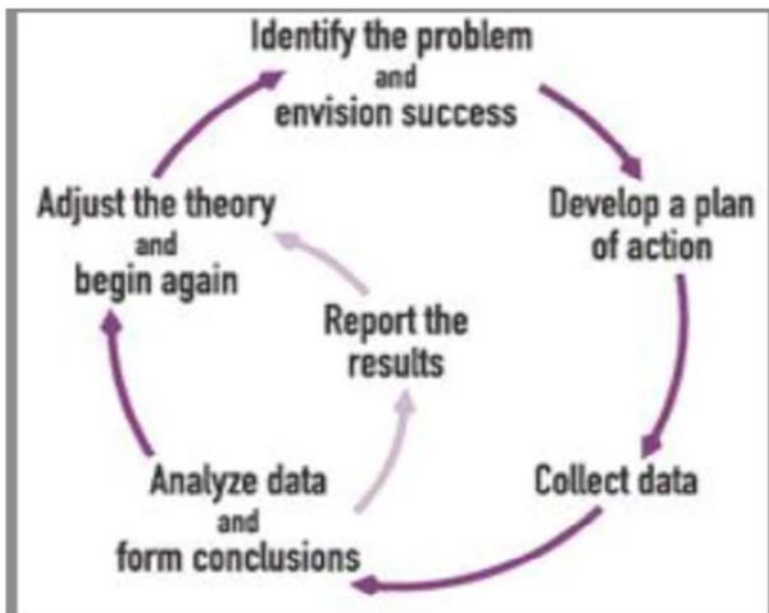 Identify the problem
and
envision success
Develop a plan
of action
Collect data
Analyze data
and
form conclusions
Report the
results
Adjust the theory
and
begin again